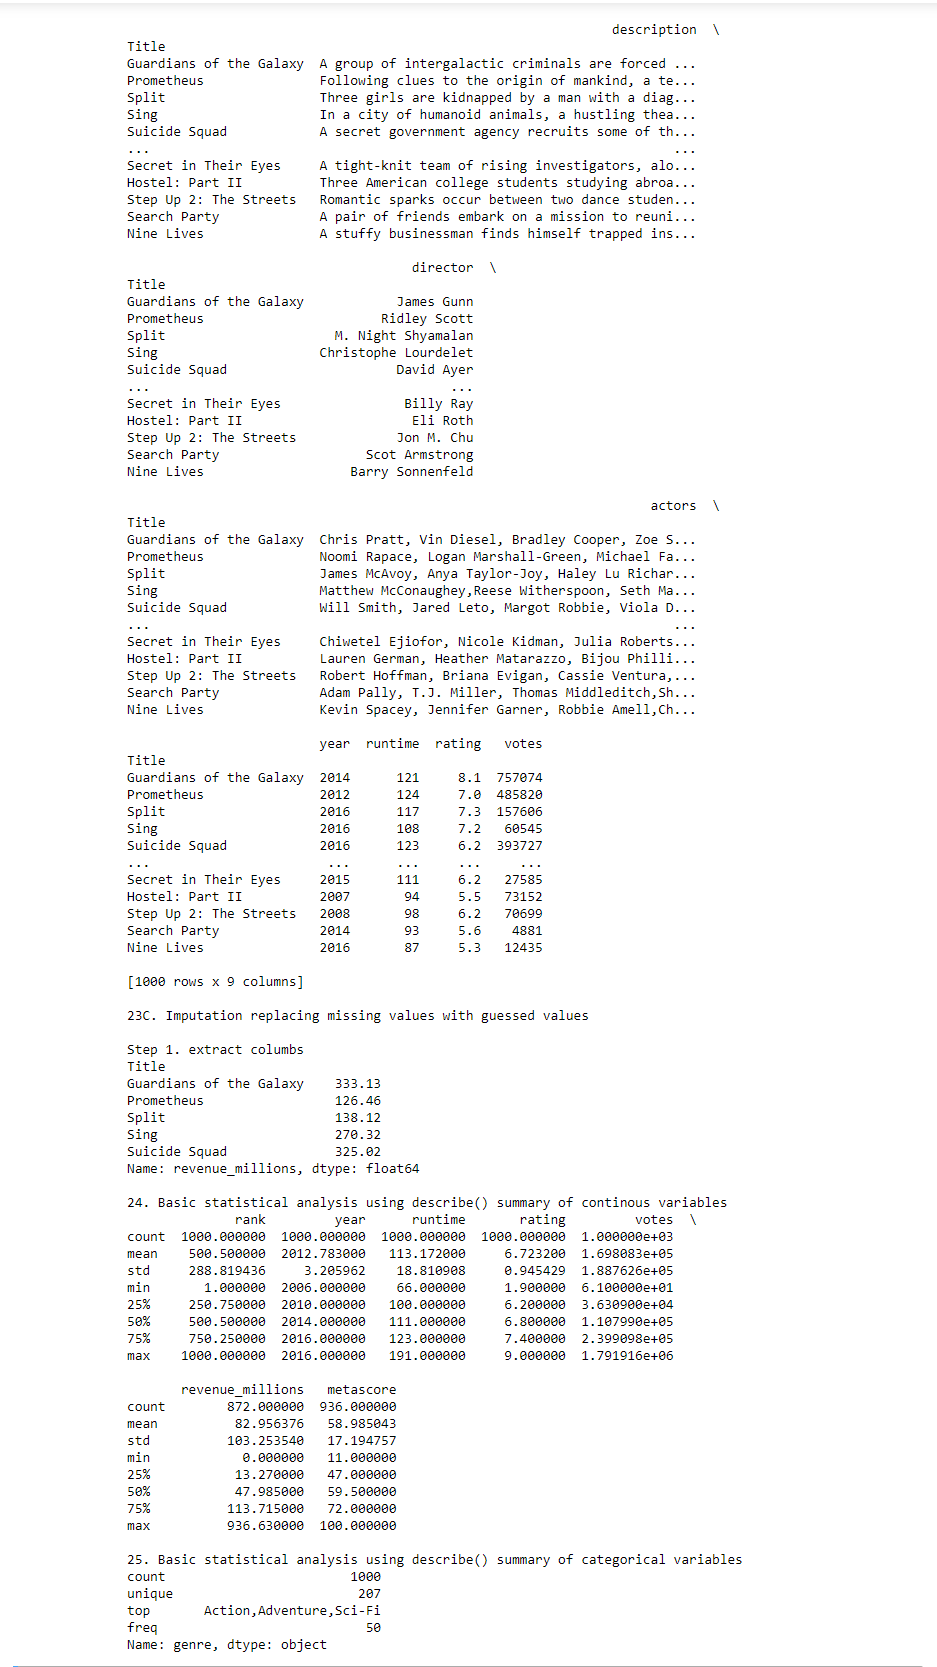 description \
Title
Guardians of the Galaxy A group of intergalactic criminals are forced ...
Prometheus Following clues to the origin of mankind, a te...
Split Three girls are kidnapped by a man with a diag...
Sing In a city of humanoid animals, a hustling thea...
Suicide Squad A secret government agency recruits some of th...
... ...
Secret in Their Eyes A tight-knit team of rising investigators, alo...
Hostel: Part II Three American college students studying abroa...
Step Up 2: The Streets Romantic sparks occur between two dance studen...
Search Party A pair of friends embark on a mission to reuni...
Nine Lives A stuffy businessman finds himself trapped ins...
director \
Title
Guardians of the Galaxy James Gunn
Prometheus Ridley Scott
Split M. Night Shyamalan
Sing Christophe Lourdelet
Suicide Squad David Ayer
... ...
Secret in Their Eyes Billy Ray
Hostel: Part II Eli Roth
Step Up 2: The Streets Jon M. Chu
Search Party Scot Armstrong
Nine Lives Barry Sonnenfeld
actors \
Title
Guardians of the Galaxy Chris Pratt, Vin Diesel, Bradley Cooper, Zoe S...
Prometheus Noomi Rapace, Logan Marshall-Green, Michael Fa...
Split James McAvoy, Anya Taylor-Joy, Haley Lu Richar...
Sing Matthew McConaughey,Reese Witherspoon, Seth Ma...
Suicide Squad Will Smith, Jared Leto, Margot Robbie, Viola D...
... ...
Secret in Their Eyes Chiwetel Ejiofor, Nicole Kidman, Julia Roberts...
Hostel: Part II Lauren German, Heather Matarazzo, Bijou Philli...
Step Up 2: The Streets Robert Hoffman, Briana Evigan, Cassie Ventura,...
Search Party Adam Pally, T.J. Miller, Thomas Middleditch,Sh...
Nine Lives Kevin Spacey, Jennifer Garner, Robbie Amell,Ch...
year runtime rating votes
Title
Guardians of the Galaxy 2014 121 8.1 757074
Prometheus 2012 124 7.0 485820
Split 2016 117 7.3 157606
Sing 2016 108 7.2 60545
Suicide Squad 2016 123 6.2 393727
... ... ... ... ...
Secret in Their Eyes 2015 111 6.2 27585
Hostel: Part II 2007 94 5.5 73152
Step Up 2: The Streets 2008 98 6.2 70699
Search Party 2014 93 5.6 4881
Nine Lives 2016 87 5.3 12435
[1000 rows x 9 columns]
23C. Imputation replacing missing values with guessed values
Step 1. extract columbs
Title
Guardians of the Galaxy 333.13
Prometheus 126.46
Split 138.12
Sing 270.32
Suicide Squad 325.02
Name: revenue_millions, dtype: float64
24. Basic statistical analysis using describe() summary of continous variables
rank year runtime rating votes \
count 1000.000000 1000.000000 1000.000000 1000.000000 1.000000e+03
mean 500.500000 2012.783000 113.172000 6.723200 1.698083e+05
std 288.819436 3.205962 18.810908 0.945429 1.887626e+05
min 1.000000 2006.000000 66.000000 1.900000 6.100000e+01
25% 250.750000 2010.000000 100.000000 6.200000 3.630900e+04
50% 500.500000 2014.000000 111.000000 6.800000 1.107990e+05
75% 750.250000 2016.000000 123.000000 7.400000 2.399098e+05
max 1000.000000 2016.000000 191.000000 9.000000 1.791916e+06
revenue_millions metascore
count 872.000000 936.000000
mean 82.956376 58.985043
std 103.253540 17.194757
min 0.000000 11.000000
25% 13.270000 47.000000
50% 47.985000 59.500000
75% 113.715000 72.000000
max 936.630000 100.000000
25. Basic statistical analysis using describe() summary of categorical variables
count 1000
unique 207
top Action,Adventure,Sci-Fi
freq 50
Name: genre, dtype: object